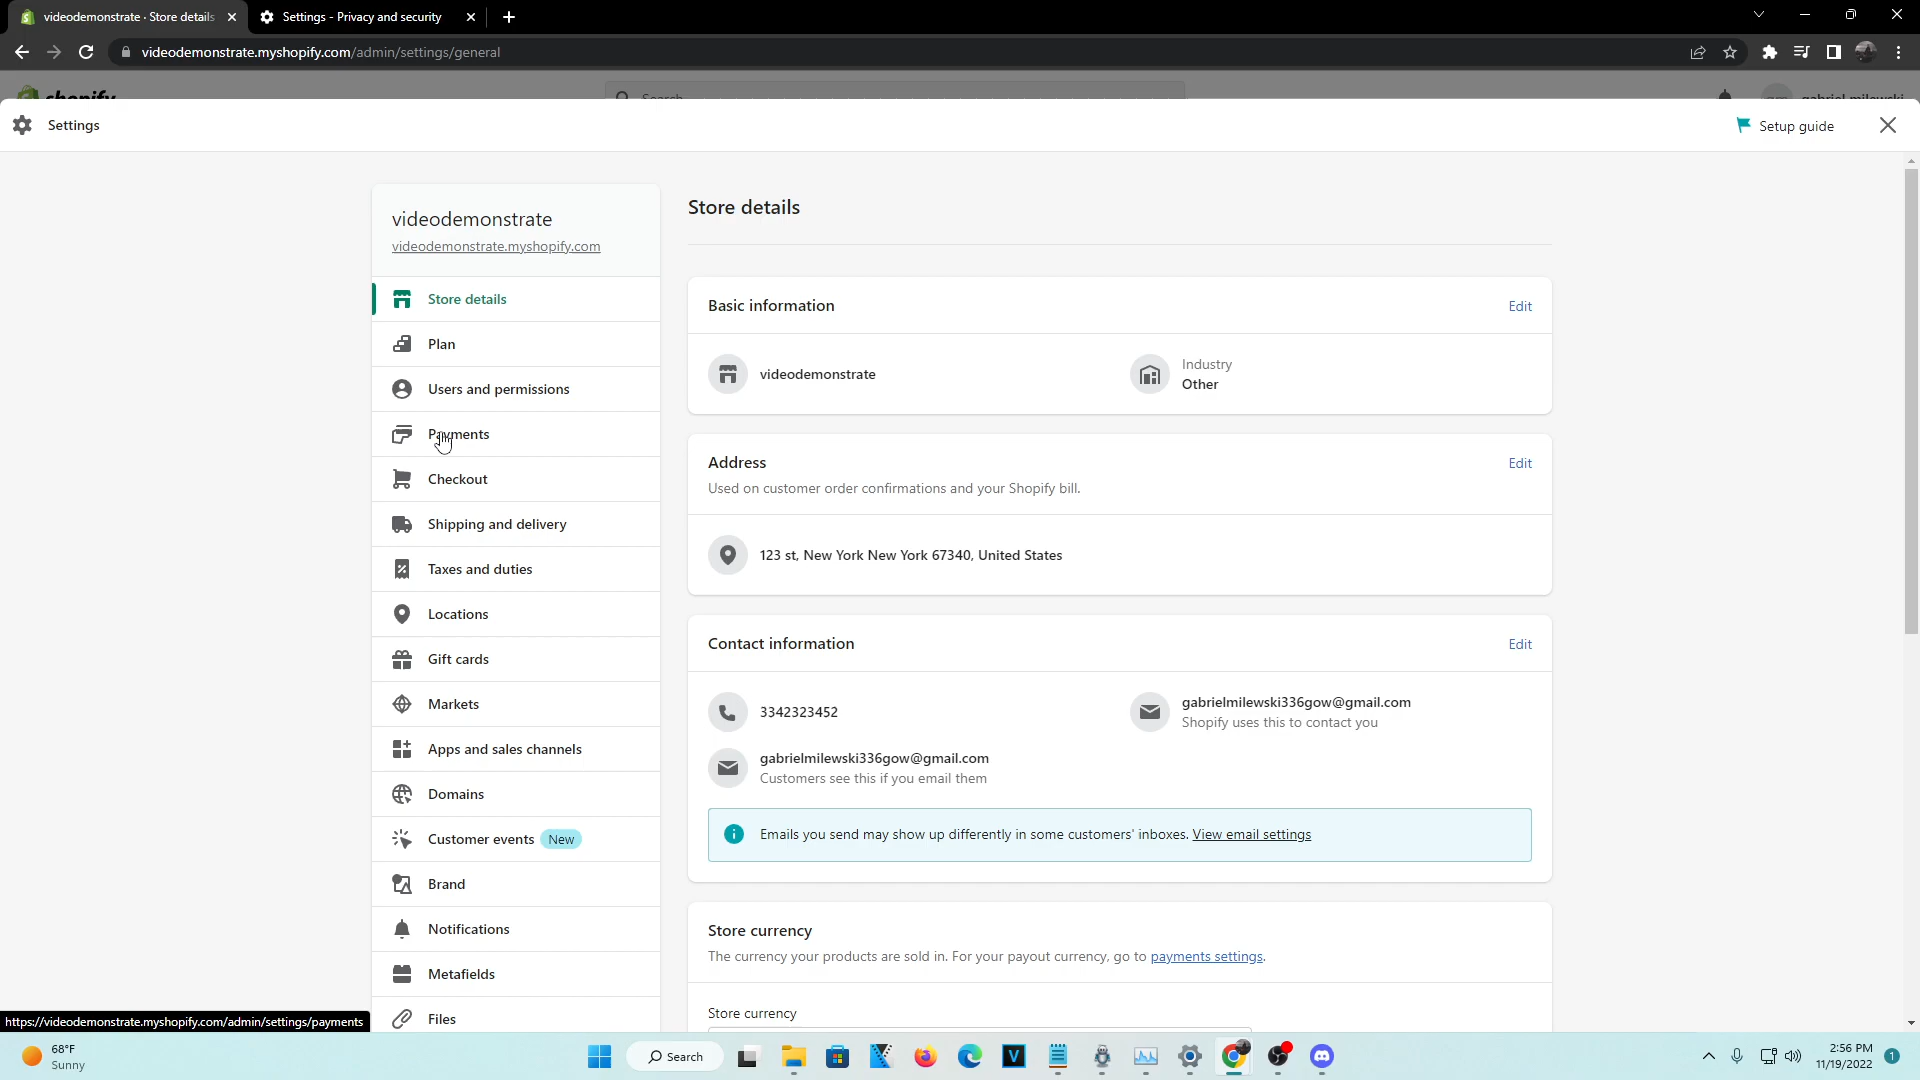 videodemonstrate · Store details
Settings - Privacy and security
videodemonstrate.myshopify.com/admin/settings/general
shopify
Search
gabriel milewski
Settings
Setup guide
videodemonstrate
videodemonstrate.myshopify.com
Store details
Plan
Users and permissions
Payments
Checkout
Shipping and delivery
Taxes and duties
Locations
Gift cards
Markets
Apps and sales channels
Domains
Customer events New
Brand
Notifications
Metafields
Files
Store details
Basic information
Edit
videodemonstrate
Industry
Other
Address
Edit
Used on customer order confirmations and your Shopify bill.
123 st, New York New York 67340, United States
Contact information
Edit
3342323452
gabrielmilewski336gow@gmail.com
Shopify uses this to contact you
gabrielmilewski336gow@gmail.com
Customers see this if you email them
Emails you send may show up differently in some customers' inboxes. View email settings
Store currency
The currency your products are sold in. For your payout currency, go to payments settings.
Store currency
https://videodemonstrate.myshopify.com/admin/settings/payments
68°F
Sunny
Search
V
2:56 PM
11/19/2022
1